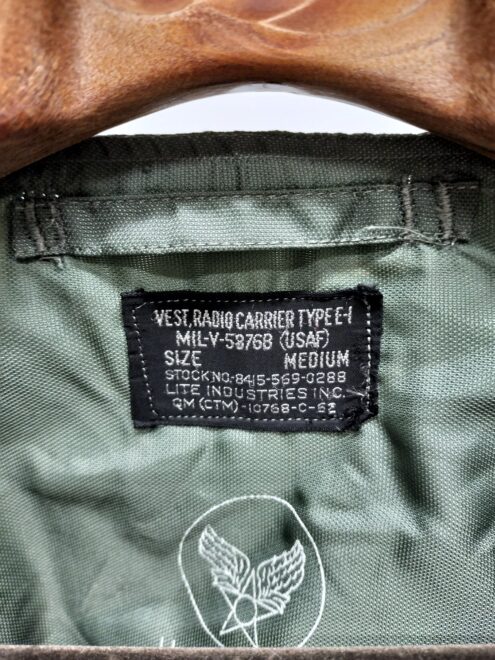 VEST, RADIO CARRIER TYPE E-1
MIL-V-5876B (USAF)
SIZE MEDIUM
STOCK NO.-8415-569-0288
LITE INDUSTRIES INC.
QM (CTM)-10768-C-62